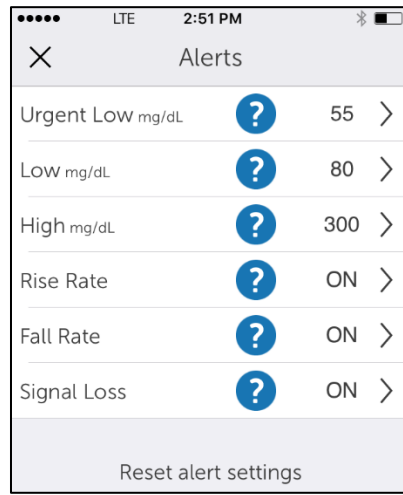 LTE 2:51 PM
Alerts
Urgent Low mg/dL ? 55
Low mg/dL ? 80
High mg/dL ? 300
Rise Rate ? ON
Fall Rate ? ON
Signal Loss ? ON
Reset alert settings